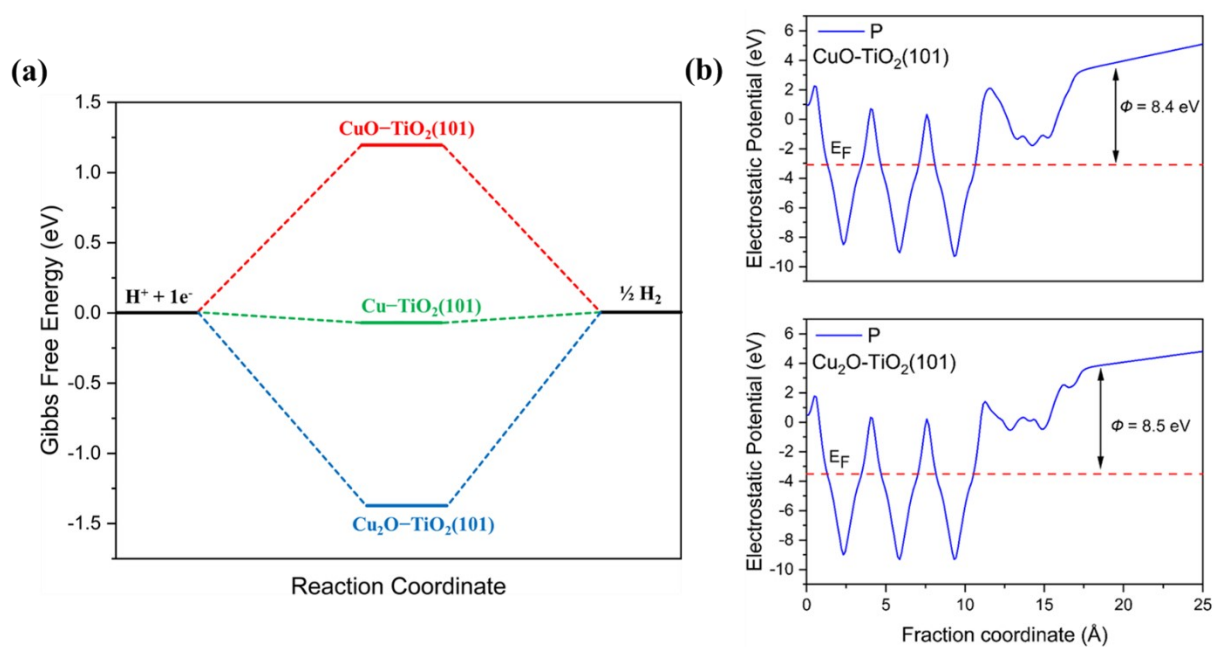 (a)
Gibbs Free Energy (eV)
1.5
1.0
0.5
0.0
-0.5
-1.0
-1.5
CuO−TiO₂(101)
H⁺ + 1e⁻
Cu−TiO₂(101)
½ H₂
Cu₂O−TiO₂(101)
Reaction Coordinate
(b)
Electrostatic Potential (eV)
6
4
2
0
-2
-4
-6
-8
-10
P
CuO-TiO₂(101)
Φ = 8.4 eV
E_F
Electrostatic Potential (eV)
6
4
2
0
-2
-4
-6
-8
-10
P
Cu₂O-TiO₂(101)
Φ = 8.5 eV
E_F
0 5 10 15 20 25
Fraction coordinate (Å)